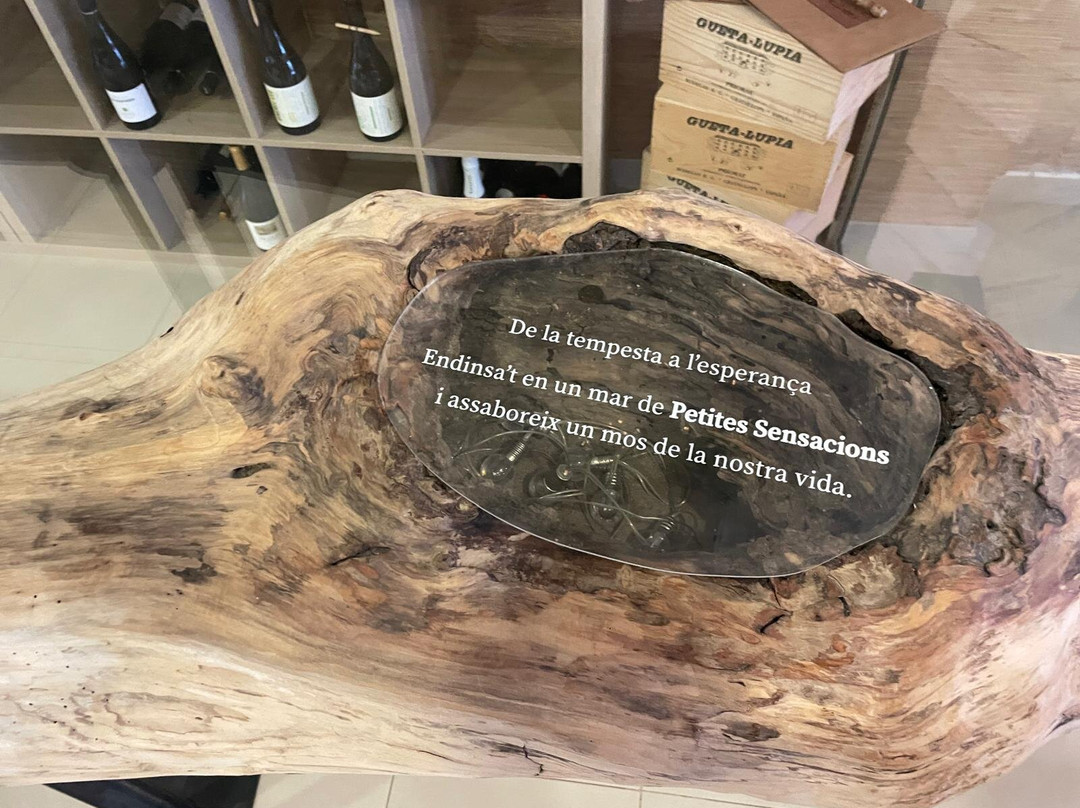 GUETA-LUPIA
GUETA-LUPIA
PRIORAT
De la tempesta a l'esperança
Endinsa't en un mar de Petites Sensacions
i assaboreix un mos de la nostra vida.